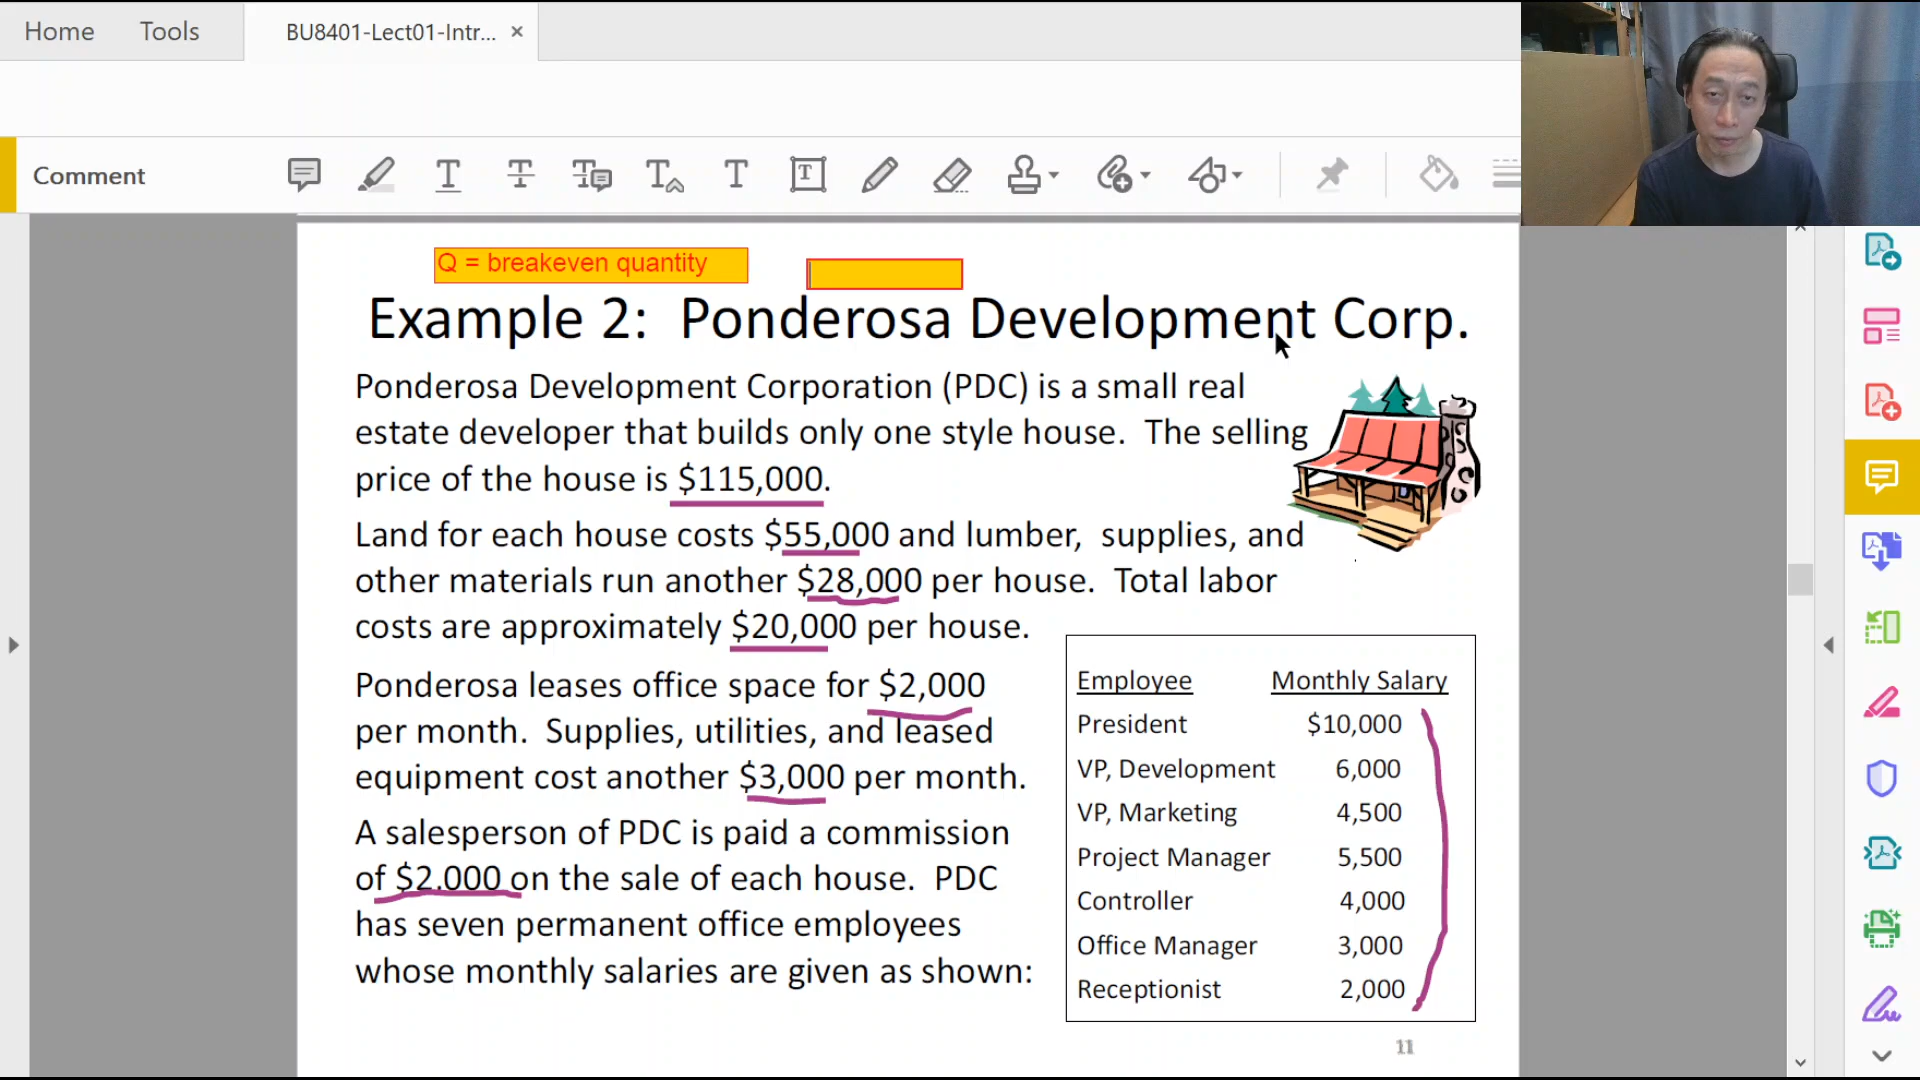 Home Tools BU8401-Lect01-Intr... ×
Comment
Q = breakeven quantity
Example 2: Ponderosa Development Corp.
Ponderosa Development Corporation (PDC) is a small real
estate developer that builds only one style house. The selling
price of the house is $115,000.
Land for each house costs $55,000 and lumber, supplies, and
other materials run another $28,000 per house. Total labor
costs are approximately $20,000 per house.
Ponderosa leases office space for $2,000
per month. Supplies, utilities, and leased
equipment cost another $3,000 per month.
A salesperson of PDC is paid a commission
of $2.000 on the sale of each house. PDC
has seven permanent office employees
whose monthly salaries are given as shown:
Employee Monthly Salary
President $10,000
VP, Development 6,000
VP, Marketing 4,500
Project Manager 5,500
Controller 4,000
Office Manager 3,000
Receptionist 2,000
11